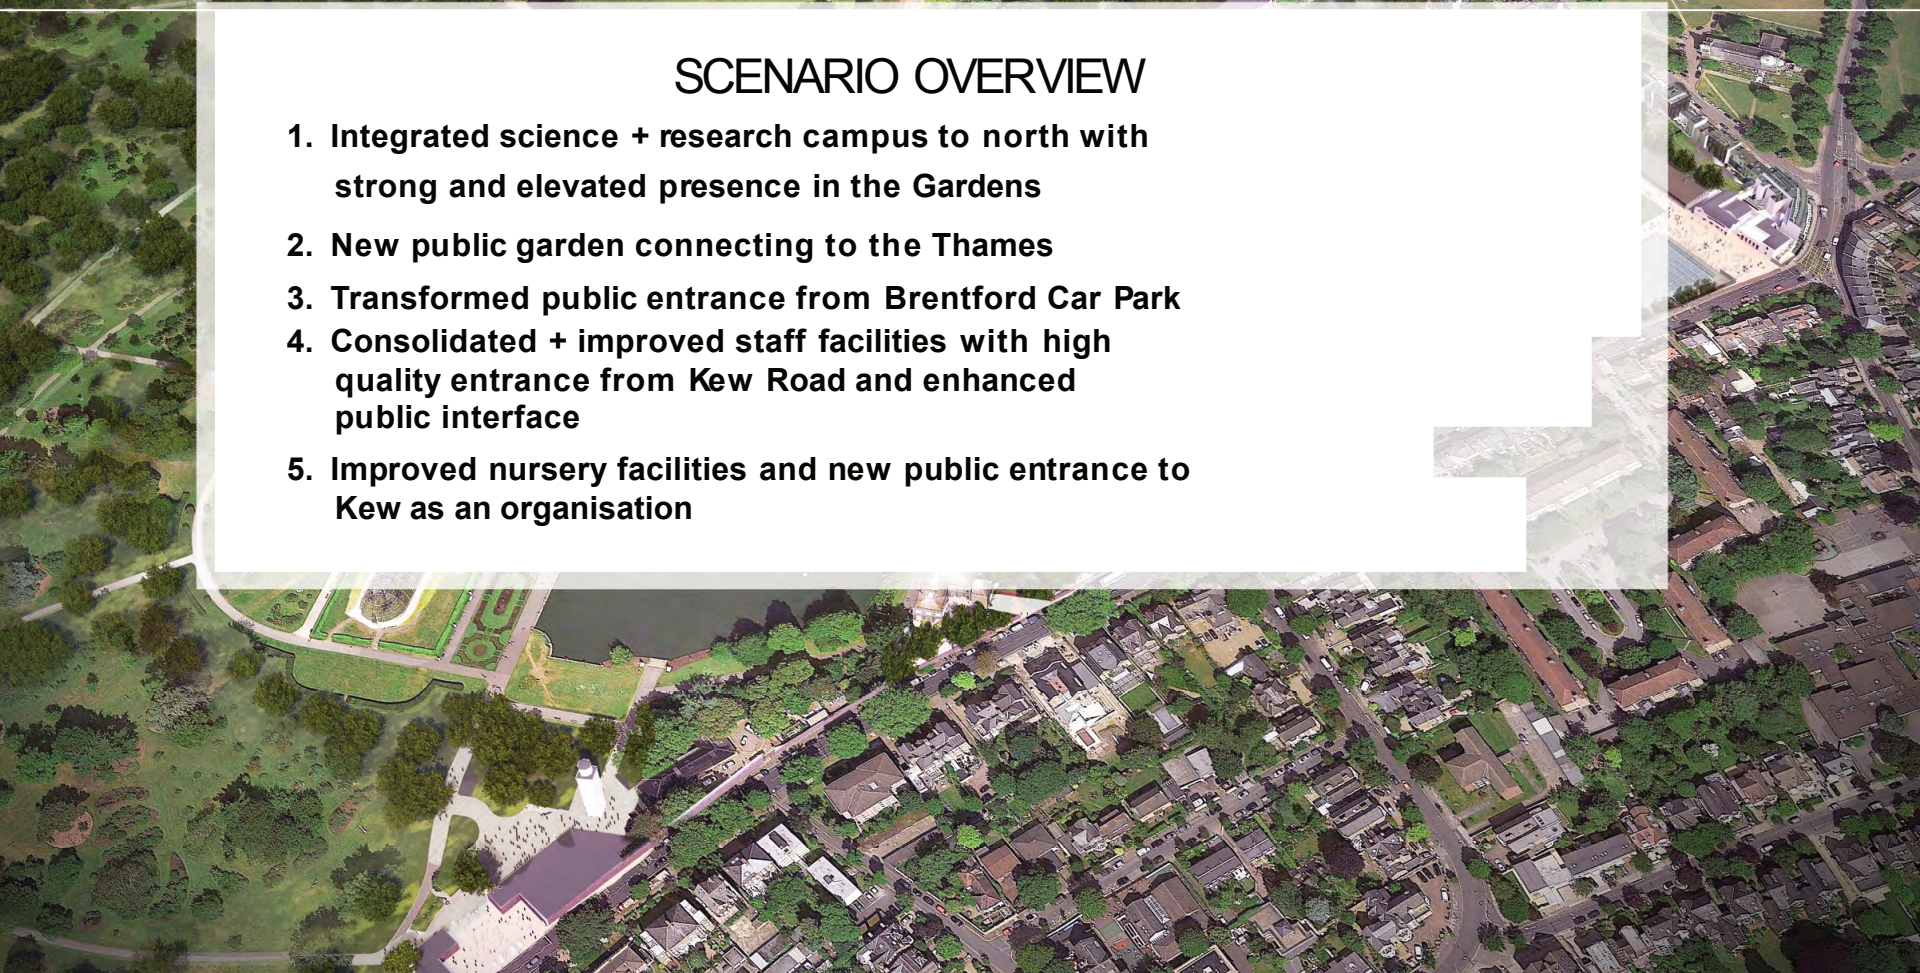 SCENARIO OVERVIEW
1. Integrated science + research campus to north with
strong and elevated presence in the Gardens
2. New public garden connecting to the Thames
3. Transformed public entrance from Brentford Car Park
4. Consolidated + improved staff facilities with high
quality entrance from Kew Road and enhanced
public interface
5. Improved nursery facilities and new public entrance to
Kew as an organisation